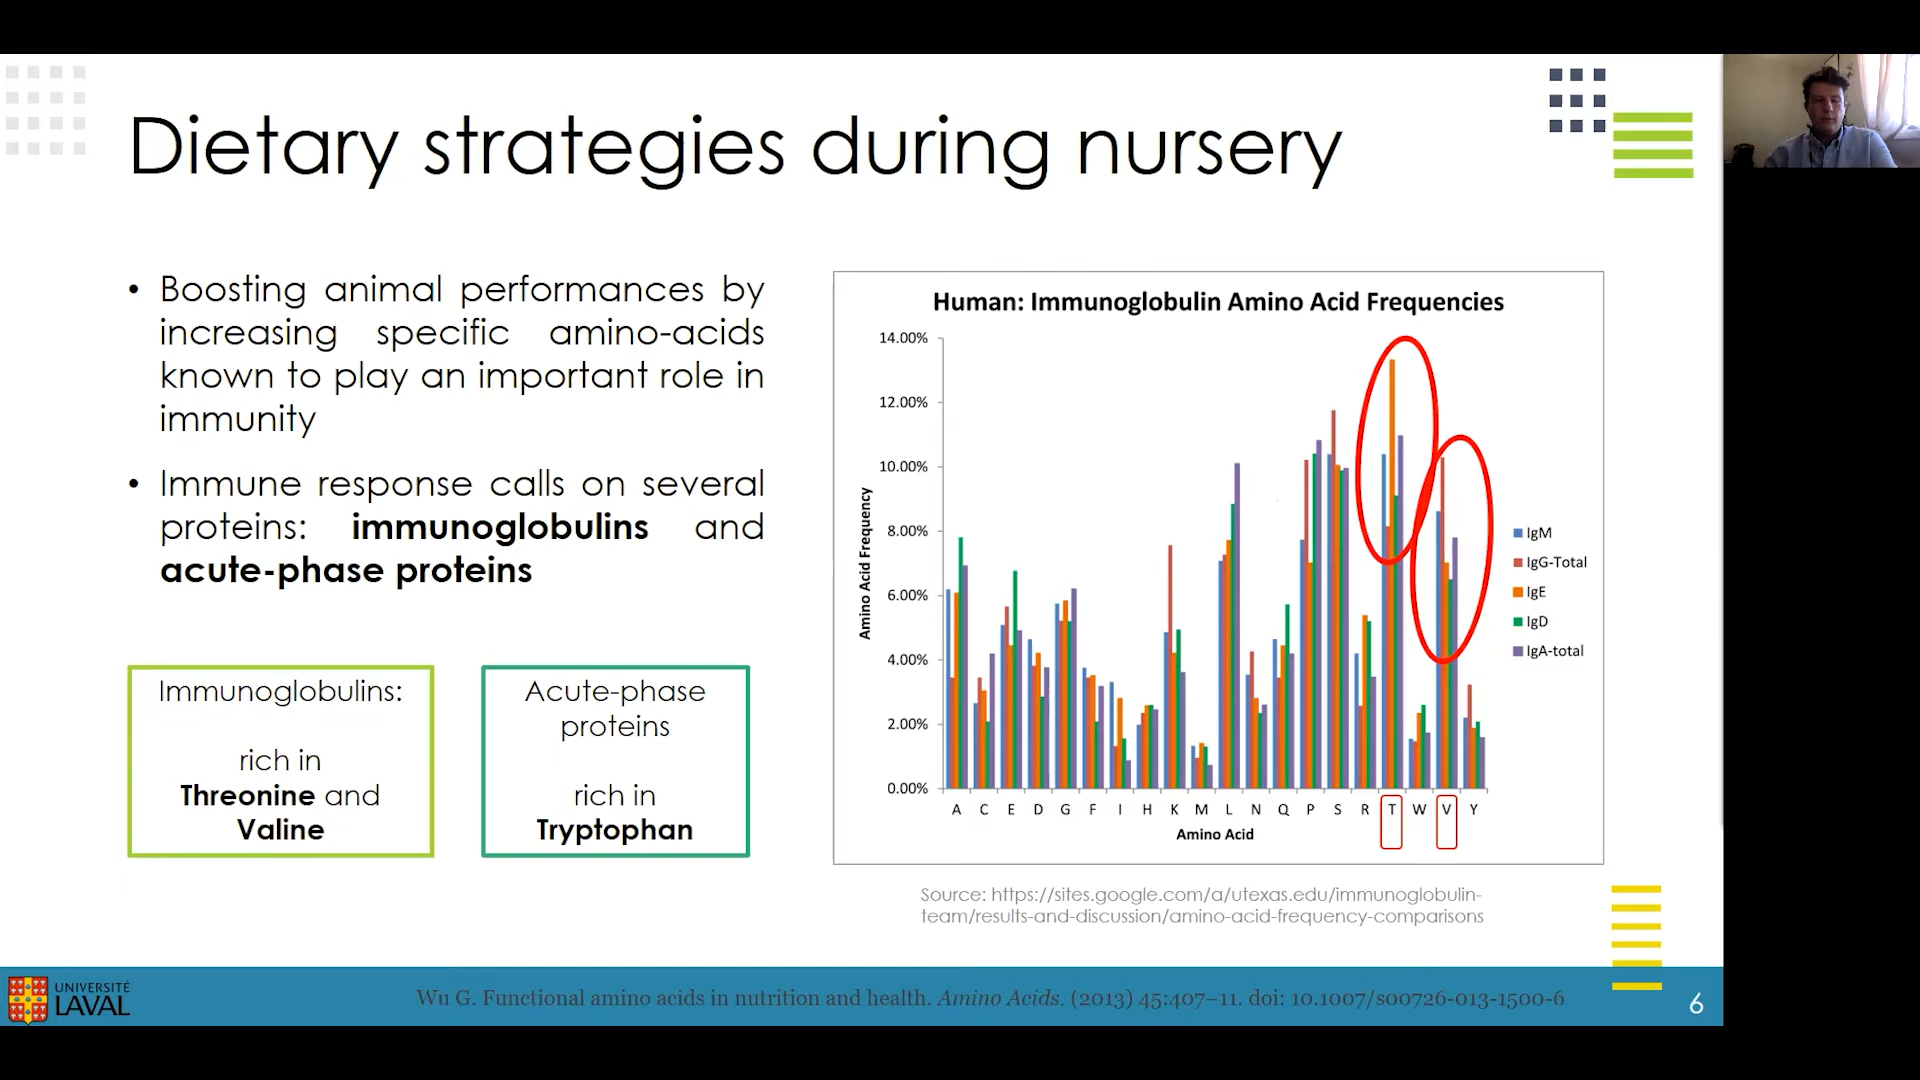 Dietary strategies during nursery
• Boosting animal performances by
increasing specific amino-acids
known to play an important role in
immunity
• Immune response calls on several
proteins: immunoglobulins and
acute-phase proteins
Immunoglobulins:
rich in
Threonine and
Valine
Acute-phase
proteins
rich in
Tryptophan
Human: Immunoglobulin Amino Acid Frequencies
Amino Acid Frequency
14.00%
12.00%
10.00%
8.00%
6.00%
4.00%
2.00%
0.00%
A C E D G F I H K M L N Q P S R T W V Y
Amino Acid
IgM
IgG-Total
IgE
IgD
IgA-total
Source: https://sites.google.com/a/utexas.edu/immunoglobulin-
team/results-and-discussion/amino-acid-frequency-comparisons
UNIVERSITÉ
LAVAL
Wu G. Functional amino acids in nutrition and health. Amino Acids. (2013) 45:407–11. doi: 10.1007/s00726-013-1500-6
6